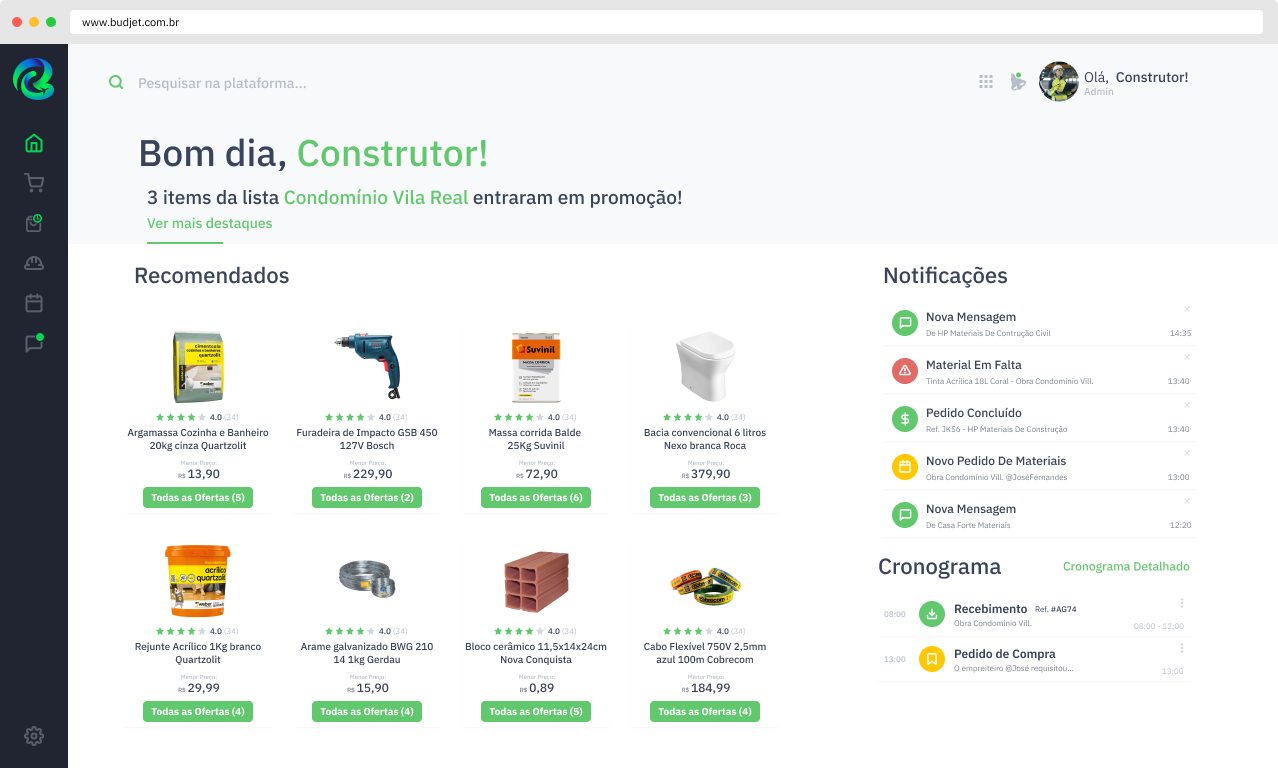 www.budjet.com.br
Pesquisar na plataforma...
Olá, Construtor!
Admin
Bom dia, Construtor!
3 items da lista Condomínio Vila Real entraram em promoção!
Ver mais destaques
Recomendados
cimentcola
cozinhas e banheiros
quartzolit
weber
4.0 (34)
Argamassa Cozinha e Banheiro
20kg cinza Quartzolit
Menor Preço:
R$ 13,90
Todas as Ofertas (5)
4.0 (34)
Furadeira de Impacto GSB 450
127V Bosch
Menor Preço:
R$ 229,90
Todas as Ofertas (2)
Suvinil
MASSA CORRIDA
4.0 (34)
Massa corrida Balde
25Kg Suvinil
Menor Preço:
R$ 72,90
Todas as Ofertas (6)
4.0 (34)
Bacia convencional 6 litros
Nexo branca Roca
Menor Preço:
R$ 379,90
Todas as Ofertas (3)
acrílico
quartzolit
weber
4.0 (34)
Rejunte Acrílico 1Kg branco
Quartzolit
Menor Preço:
R$ 29,99
Todas as Ofertas (4)
4.0 (34)
Arame galvanizado BWG 210
14 1kg Gerdau
Menor Preço:
R$ 15,90
Todas as Ofertas (4)
4.0 (34)
Bloco cerâmico 11,5x14x24cm
Nova Conquista
Menor Preço:
R$ 0,89
Todas as Ofertas (5)
4.0 (34)
Cabo Flexível 750V 2,5mm
azul 100m Cobrecom
Menor Preço:
R$ 184,99
Todas as Ofertas (4)
Notificações
Nova Mensagem
De HP Materiais De Contrução Civil
14:35
Material Em Falta
Tinta Acrílica 18L Coral - Obra Condomínio Vill.
13:40
Pedido Concluído
Ref. JK56 - HP Materiais De Construção
13:40
Novo Pedido De Materiais
Obra Condomínio Vill. @JoséFernandes
13:00
Nova Mensagem
De Casa Forte Materiais
12:20
Cronograma
Cronograma Detalhado
08:00
Recebimento Ref. #AG74
Obra Condomínio Vill.
08:00 - 12:00
13:00
Pedido de Compra
O empreiteiro @José requisitou...
13:00